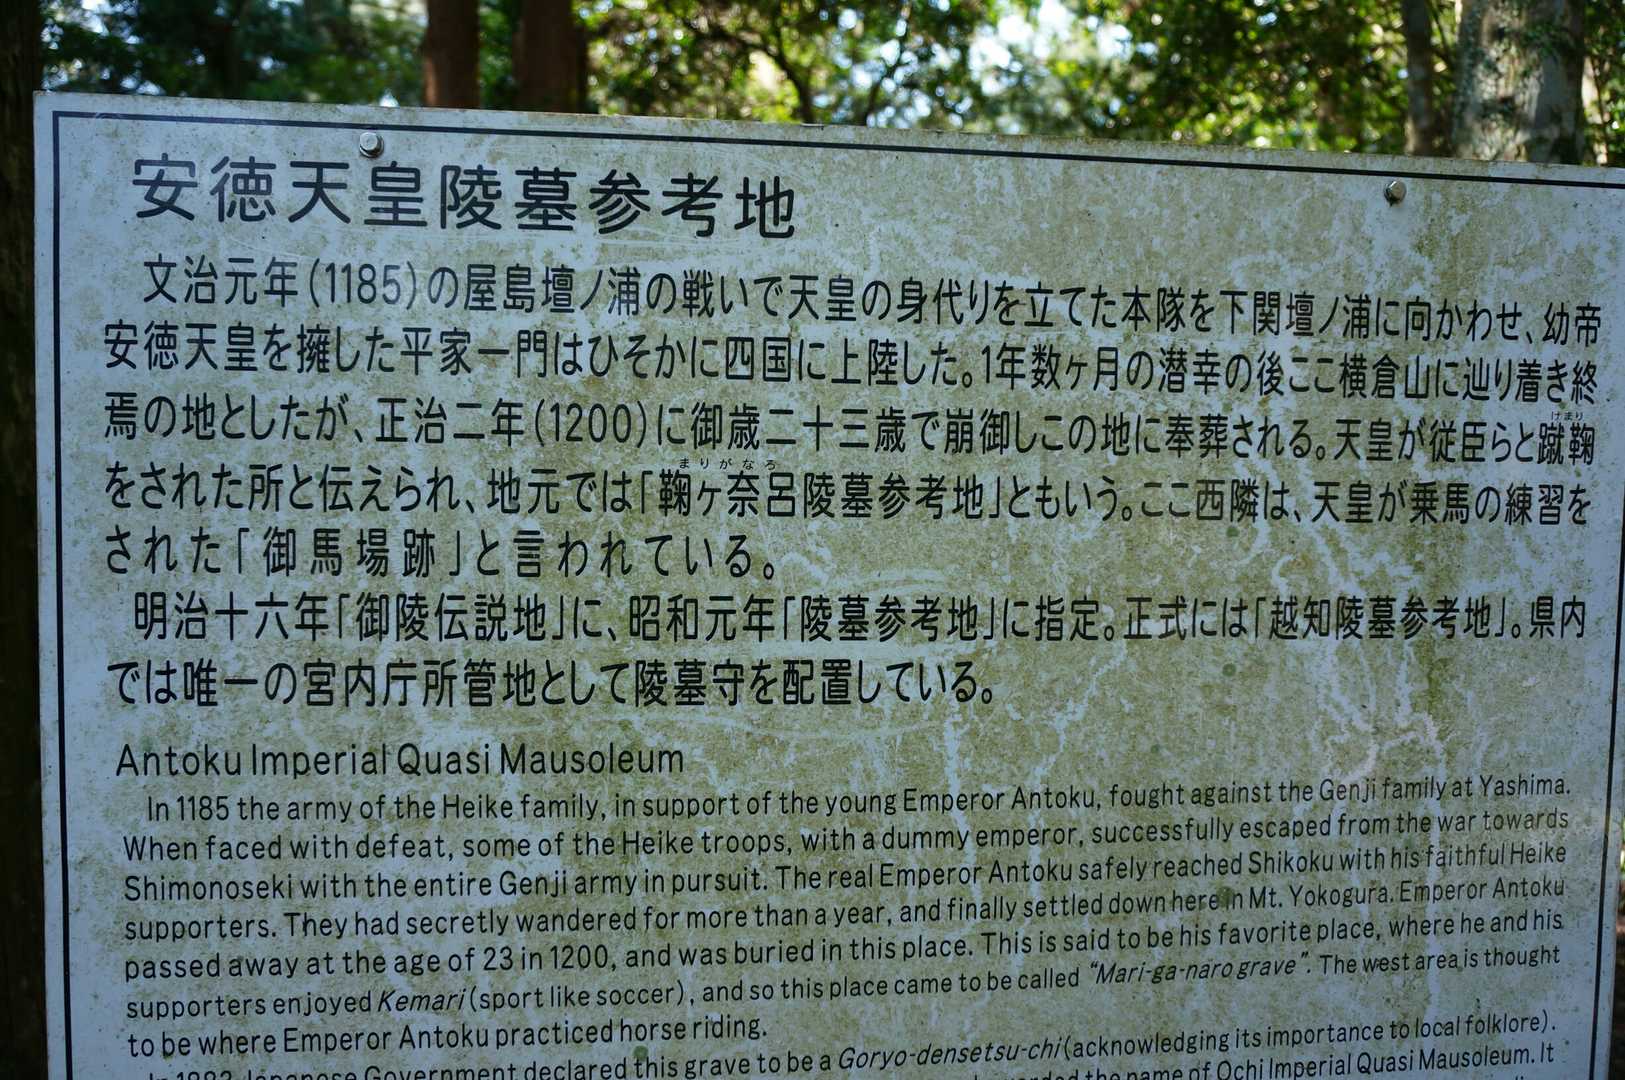 安徳天皇陵墓参考地
文治元年(1185)の屋島壇ノ浦の戦いで天皇の身代りを立てた本隊を下関壇ノ浦に向かわせ、幼帝
安徳天皇を擁した平家一門はひそかに四国に上陸した。1年数ヶ月の潜幸の後ここ横倉山に辿り着き終
焉の地としたが、正治二年(1200)に御歳二十三歳で崩御しこの地に奉葬される。天皇が従臣らと蹴鞠
けまり
をされた所と伝えられ、地元では「鞠ヶ奈呂陵墓参考地」ともいう。ここ西隣は、天皇が乗馬の練習を
まりがなろ
された「御馬場跡」と言われている。
明治十六年「御陵伝説地」に、昭和元年「陵墓参考地」に指定。正式には「越知陵墓参考地」。県内
では唯一の宮内庁所管地として陵墓守を配置している。
Antoku Imperial Quasi Mausoleum
In 1185 the army of the Heike family, in support of the young Emperor Antoku, fought against the Genji family at Yashima.
When faced with defeat, some of the Heike troops, with a dummy emperor, successfully escaped from the war towards
Shimonoseki with the entire Genji army in pursuit. The real Emperor Antoku safely reached Shikoku with his faithful Heike
supporters. They had secretly wandered for more than a year, and finally settled down here in Mt. Yokogura. Emperor Antoku
passed away at the age of 23 in 1200, and was buried in this place. This is said to be his favorite place, where he and his
supporters enjoyed Kemari (sport like soccer), and so this place came to be called "Mari-ga-naro grave". The west area is thought
to be where Emperor Antoku practiced horse riding.
Japanese Government declared this grave to be a Goryo-densetsu-chi (acknowledging its importance to local folklore).
the name of Ochi Imperial Quasi Mausoleum. It